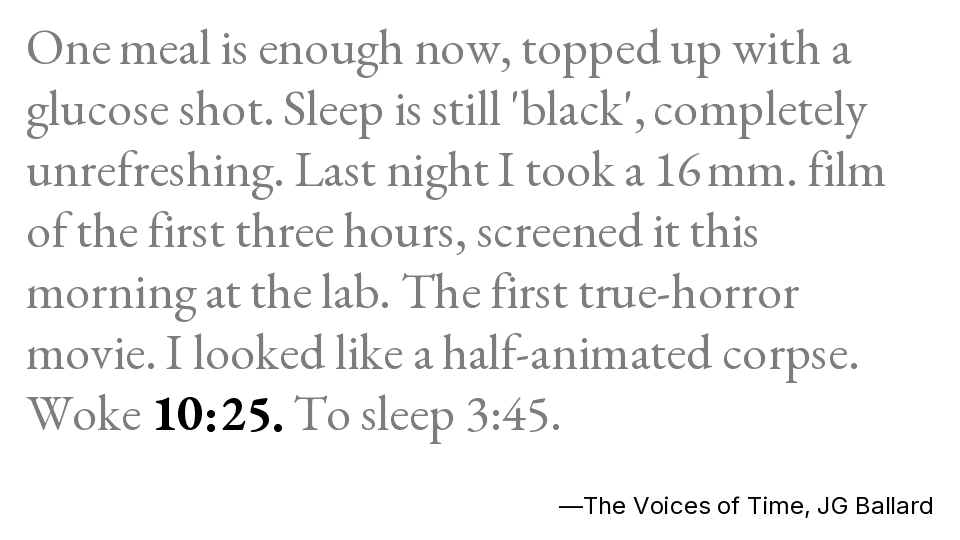 One meal is enough now, topped up with a
glucose shot. Sleep is still 'black', completely
unrefreshing. Last night I took a 16 mm. film
of the first three hours, screened it this
morning at the lab. The first true-horror
movie. I looked like a half-animated corpse.
Woke 10:25. To sleep 3:45.
—The Voices of Time, JG Ballard